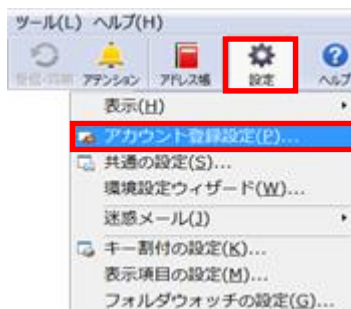 ツール(L) ヘルプ(H)
受信・同期 アテンション アドレス帳 設定 ヘルプ
表示(H)
アカウント登録設定(P)...
共通の設定(S)...
環境設定ウィザード(W)...
迷惑メール(J)
キー割付の設定(K)...
表示項目の設定(M)...
フォルダウォッチの設定(G)...